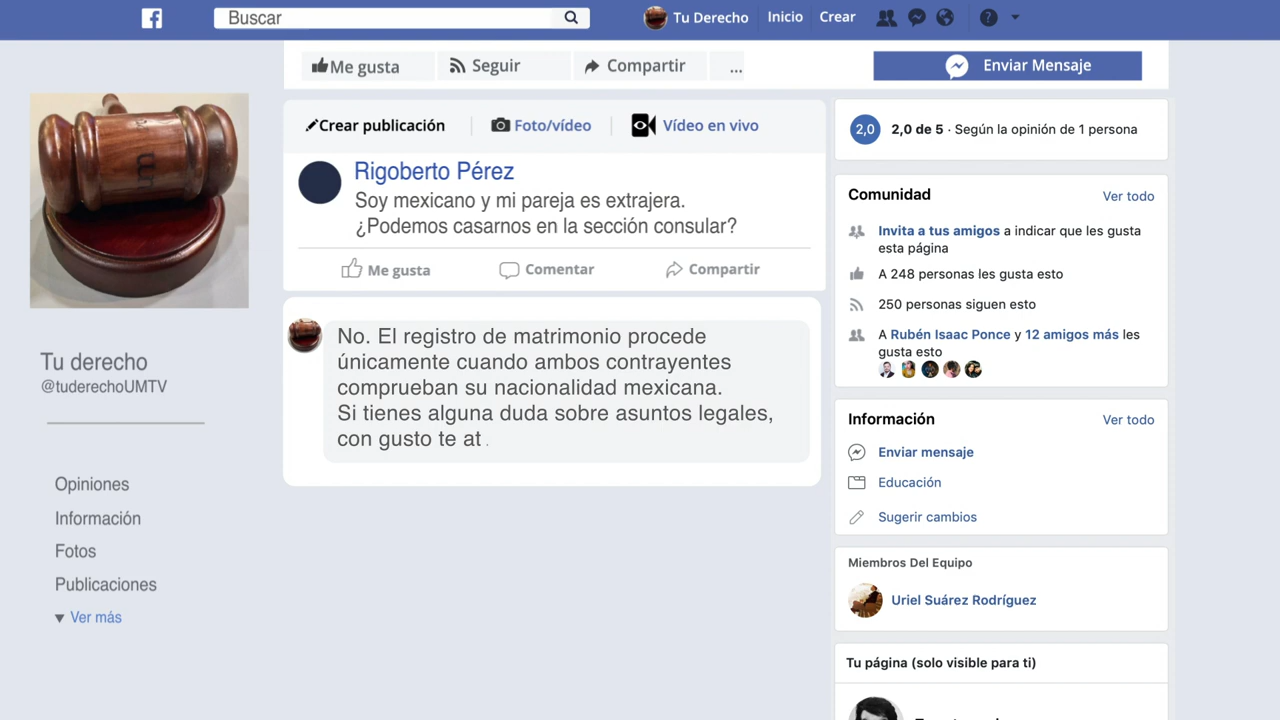 Buscar
Tu Derecho
Inicio
Crear
?
Me gusta
Seguir
Compartir
...
Enviar Mensaje
Crear publicación
Foto/vídeo
Vídeo en vivo
Rigoberto Pérez
Soy mexicano y mi pareja es extrajera.
¿Podemos casarnos en la sección consular?
Me gusta
Comentar
Compartir
No. El registro de matrimonio procede
únicamente cuando ambos contrayentes
comprueban su nacionalidad mexicana.
Si tienes alguna duda sobre asuntos legales,
con gusto te at
Tu derecho
@tuderechoUMTV
Opiniones
Información
Fotos
Publicaciones
Ver más
2,0
2,0 de 5 · Según la opinión de 1 persona
Comunidad
Ver todo
Invita a tus amigos a indicar que les gusta
esta página
A 248 personas les gusta esto
250 personas siguen esto
A Rubén Isaac Ponce y 12 amigos más les
gusta esto
Información
Ver todo
Enviar mensaje
Educación
Sugerir cambios
Miembros Del Equipo
Uriel Suárez Rodríguez
Tu página (solo visible para ti)